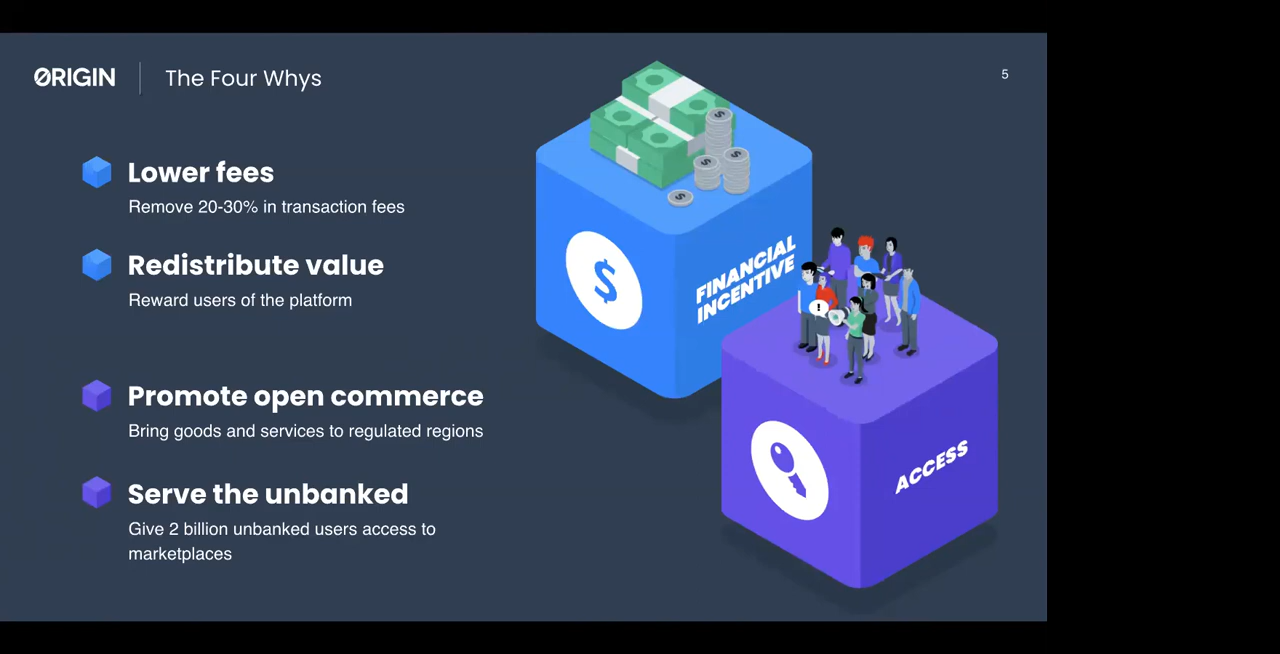 ØRIGIN
The Four Whys
5
Lower fees
Remove 20-30% in transaction fees
Redistribute value
Reward users of the platform
Promote open commerce
Bring goods and services to regulated regions
Serve the unbanked
Give 2 billion unbanked users access to
marketplaces
$
FINANCIAL
INCENTIVE
!
ACCESS